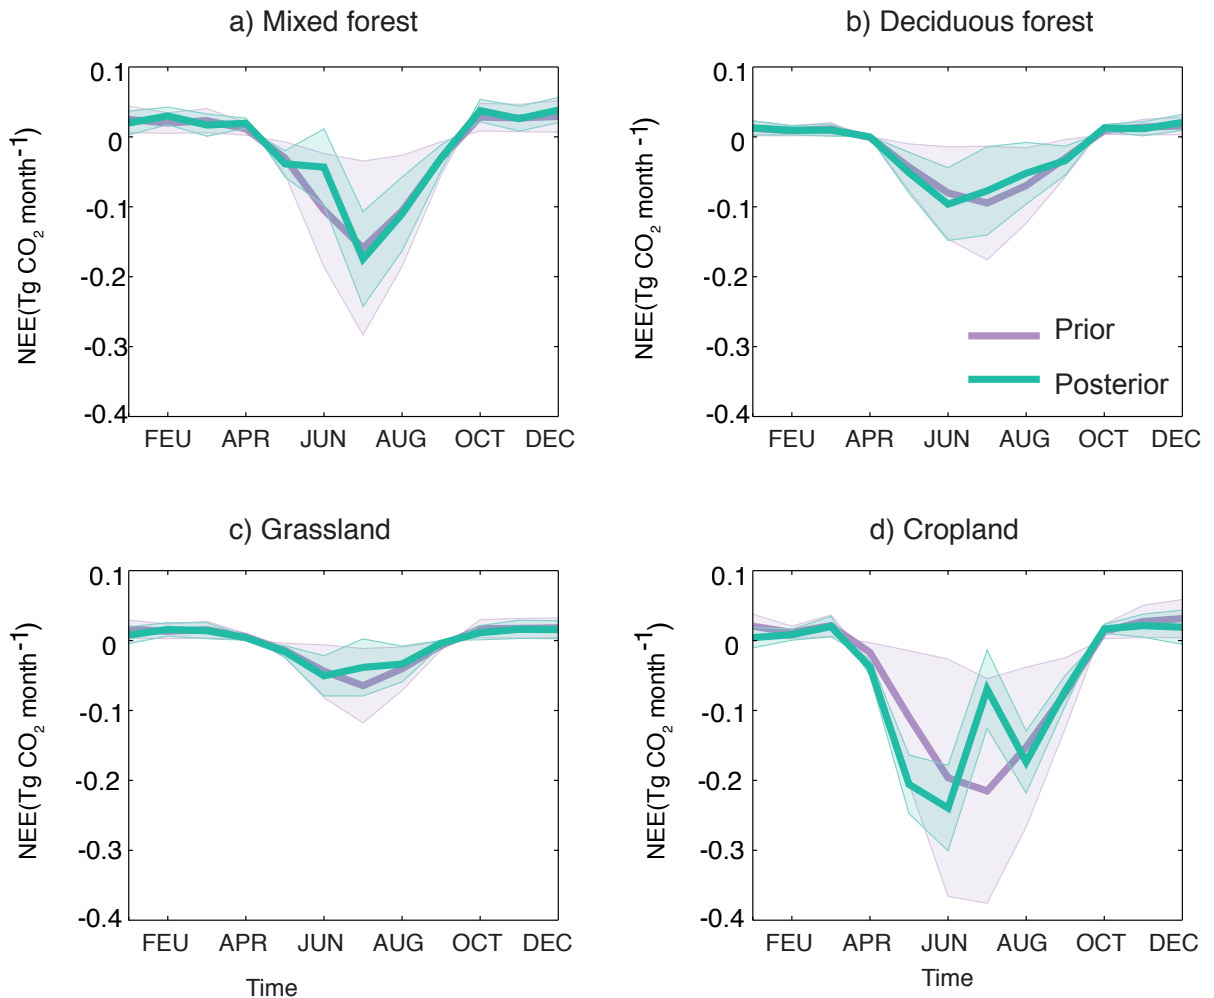 a) Mixed forest
b) Deciduous forest
0.1
0
-0.1
-0.2
-0.3
-0.4
NEE(Tg CO2 month-1)
FEU APR JUN AUG OCT DEC
0.1
0
-0.1
-0.2
-0.3
-0.4
NEE(Tg CO2 month -1)
Prior
Posterior
FEU APR JUN AUG OCT DEC
c) Grassland
d) Cropland
0.1
0
-0.1
-0.2
-0.3
-0.4
NEE(Tg CO2 month-1)
FEU APR JUN AUG OCT DEC
Time
0.1
0
-0.1
-0.2
-0.3
-0.4
NEE(Tg CO2 month-1)
FEU APR JUN AUG OCT DEC
Time